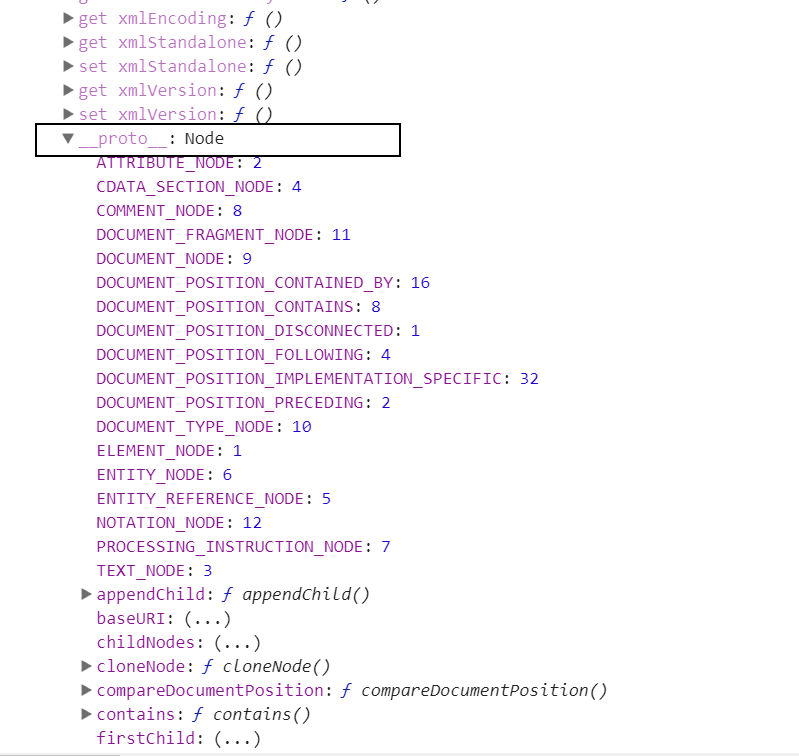 get xmlEncoding: ƒ ()
get xmlStandalone: ƒ ()
set xmlStandalone: ƒ ()
get xmlVersion: ƒ ()
set xmlVersion: ƒ ()
__proto__: Node
ATTRIBUTE_NODE: 2
CDATA_SECTION_NODE: 4
COMMENT_NODE: 8
DOCUMENT_FRAGMENT_NODE: 11
DOCUMENT_NODE: 9
DOCUMENT_POSITION_CONTAINED_BY: 16
DOCUMENT_POSITION_CONTAINS: 8
DOCUMENT_POSITION_DISCONNECTED: 1
DOCUMENT_POSITION_FOLLOWING: 4
DOCUMENT_POSITION_IMPLEMENTATION_SPECIFIC: 32
DOCUMENT_POSITION_PRECEDING: 2
DOCUMENT_TYPE_NODE: 10
ELEMENT_NODE: 1
ENTITY_NODE: 6
ENTITY_REFERENCE_NODE: 5
NOTATION_NODE: 12
PROCESSING_INSTRUCTION_NODE: 7
TEXT_NODE: 3
appendChild: ƒ appendChild()
baseURI: (...)
childNodes: (...)
cloneNode: ƒ cloneNode()
compareDocumentPosition: ƒ compareDocumentPosition()
contains: ƒ contains()
firstChild: (...)